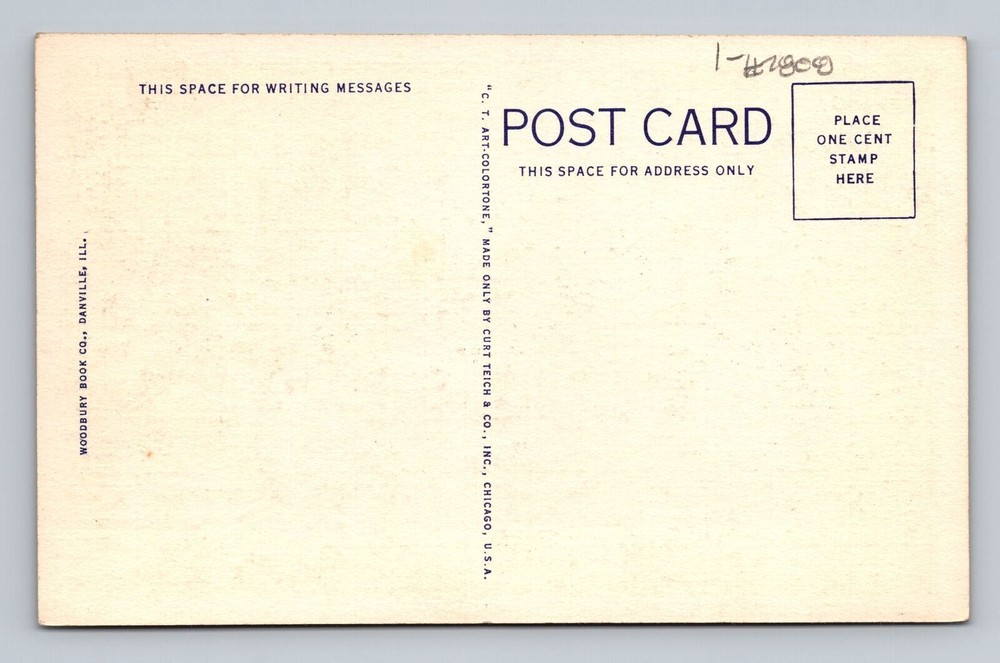 THIS SPACE FOR WRITING MESSAGES
WOODBURY BOOK CO., DANVILLE, ILL.
"C. T. ART-COLORTONE," MADE ONLY BY CURT TEICH & CO., INC., CHICAGO, U.S.A.
POST CARD
THIS SPACE FOR ADDRESS ONLY
PLACE
ONE CENT
STAMP
HERE